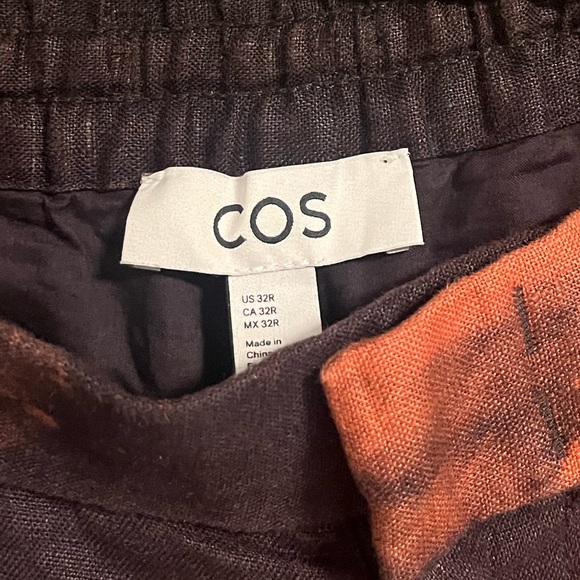 COS
US 32R
CA 32R
MX 32R
Made in
China